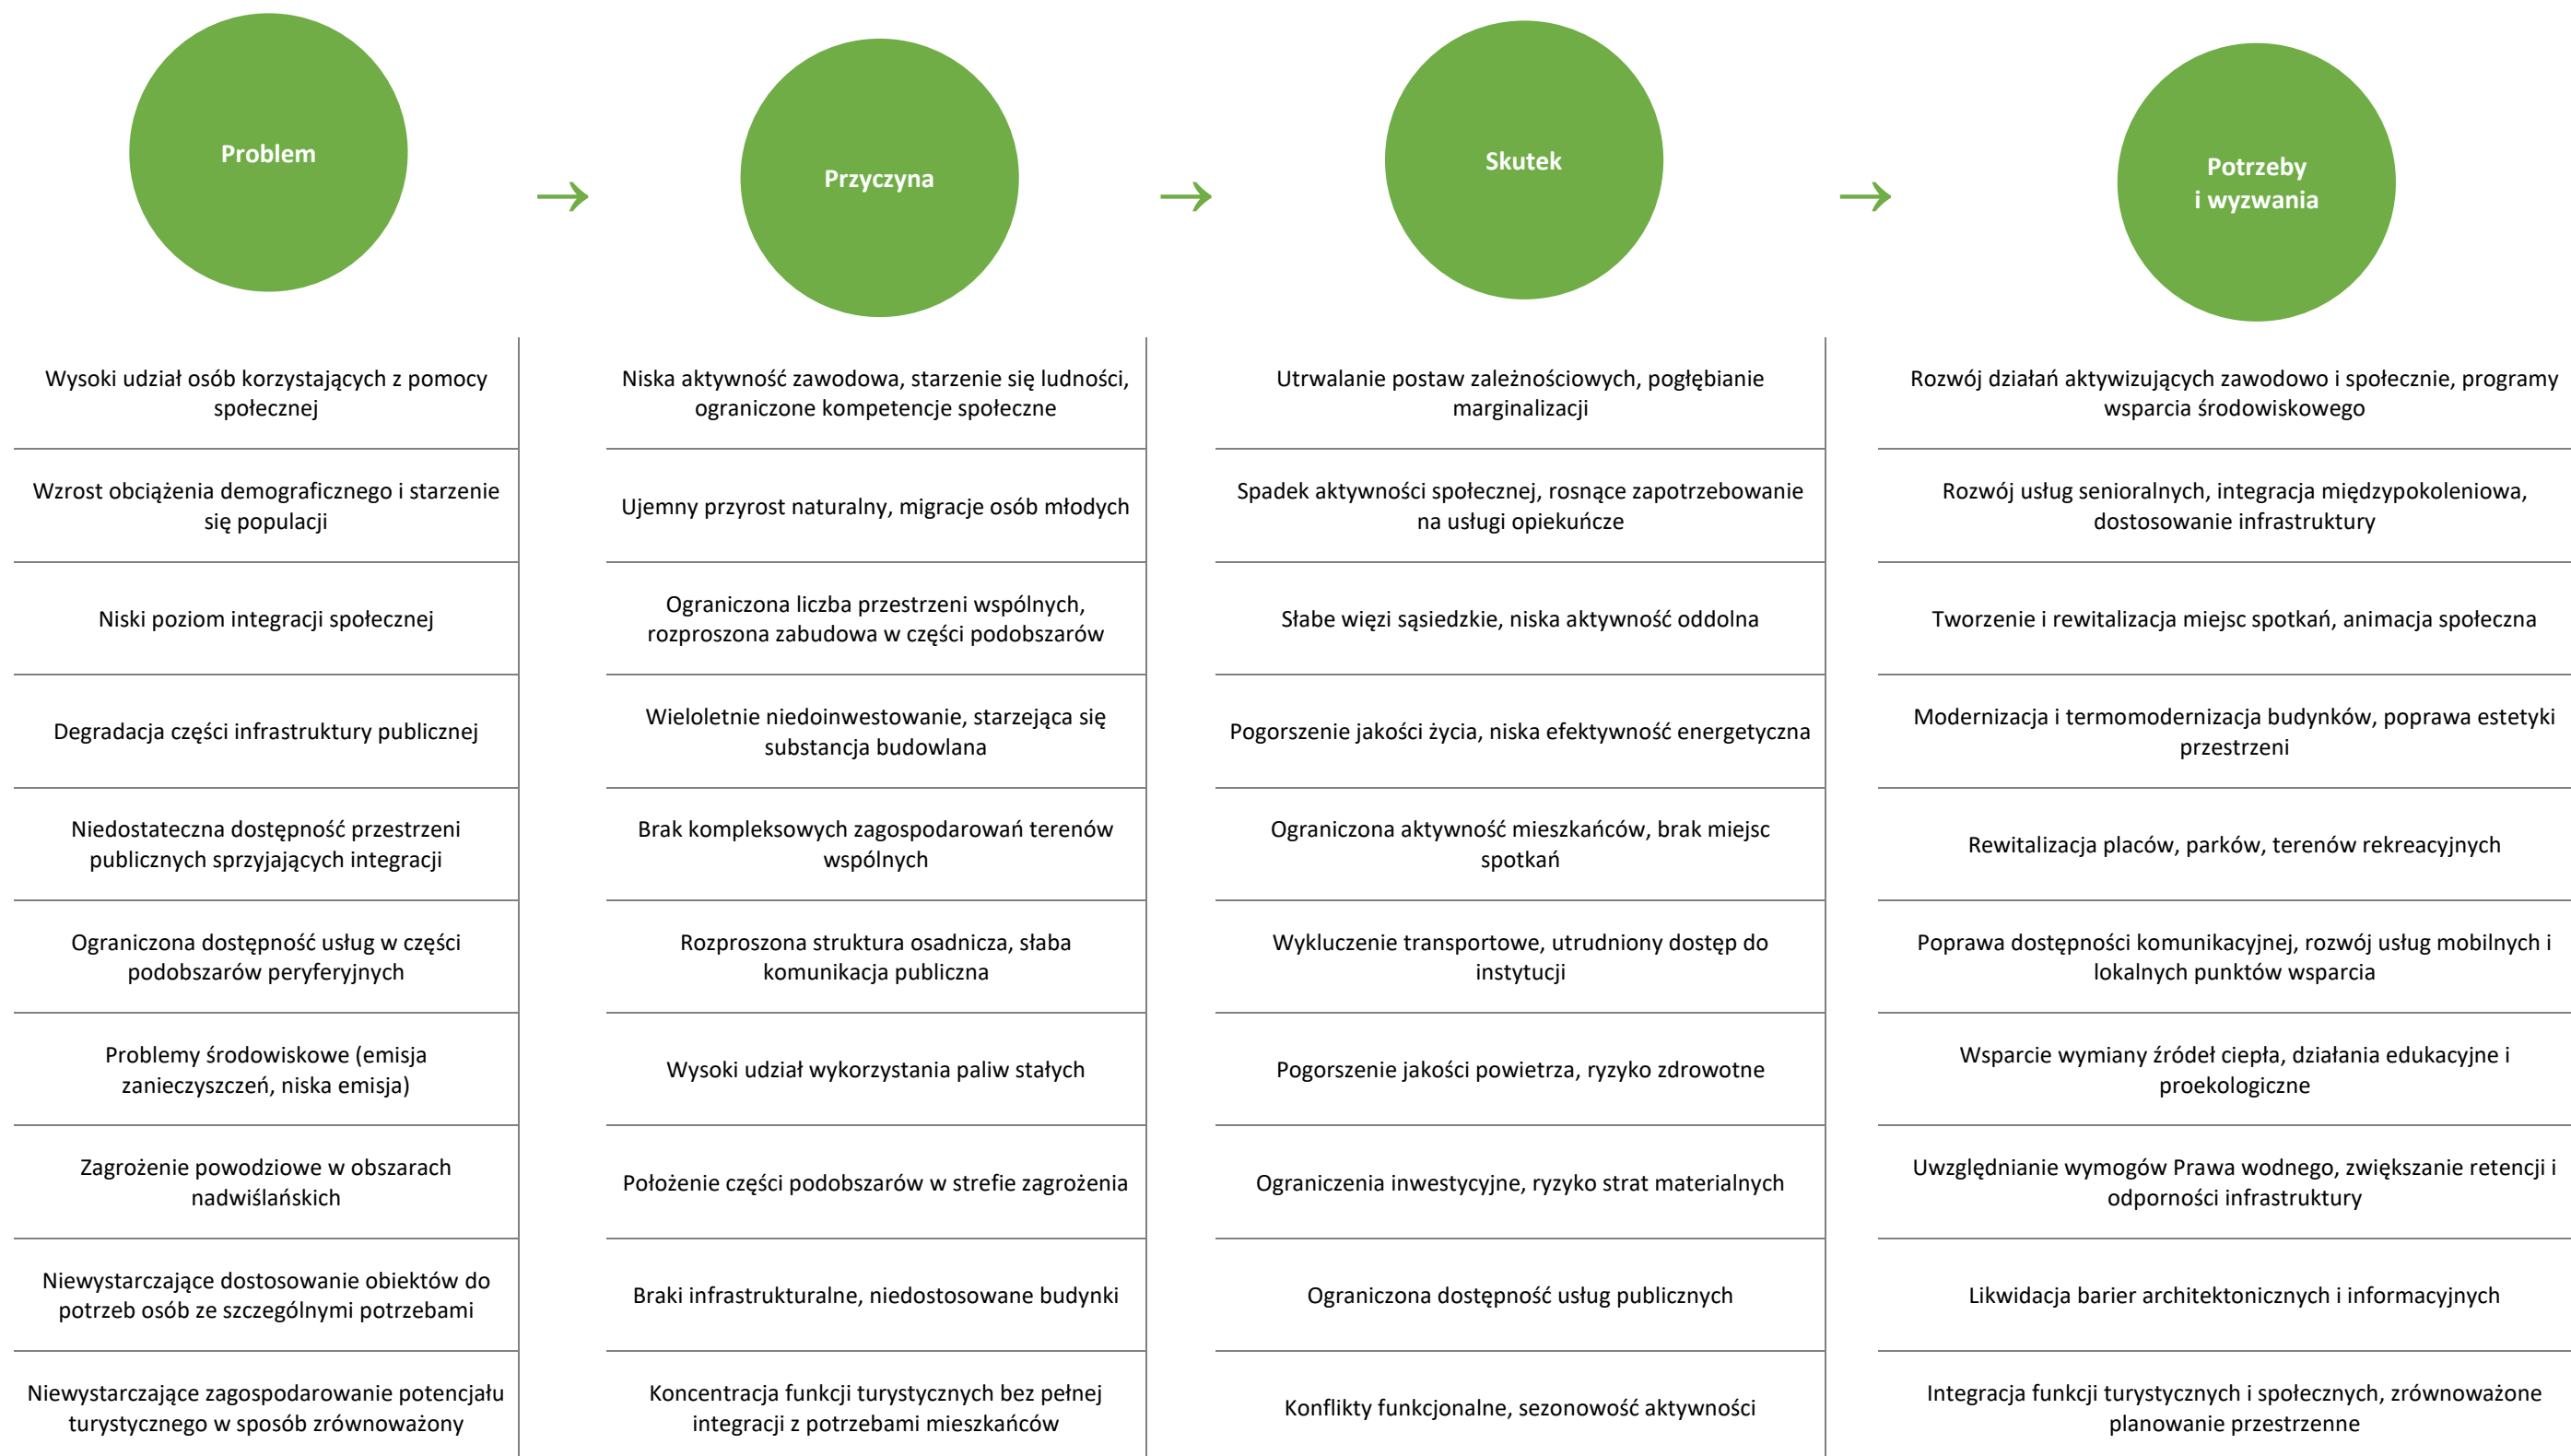 Problem
→
Przyczyna
→
Skutek
→
Potrzeby
i wyzwania
Wysoki udział osób korzystających z pomocy
społecznej
Niska aktywność zawodowa, starzenie się ludności,
ograniczone kompetencje społeczne
Utrwalanie postaw zależnościowych, pogłębianie
marginalizacji
Rozwój działań aktywizujących zawodowo i społecznie, programy
wsparcia środowiskowego
Wzrost obciążenia demograficznego i starzenie
się populacji
Ujemny przyrost naturalny, migracje osób młodych
Spadek aktywności społecznej, rosnące zapotrzebowanie
na usługi opiekuńcze
Rozwój usług senioralnych, integracja międzypokoleniowa,
dostosowanie infrastruktury
Niski poziom integracji społecznej
Ograniczona liczba przestrzeni wspólnych,
rozproszona zabudowa w części podobszarów
Słabe więzi sąsiedzkie, niska aktywność oddolna
Tworzenie i rewitalizacja miejsc spotkań, animacja społeczna
Degradacja części infrastruktury publicznej
Wieloletnie niedoinwestowanie, starzejąca się
substancja budowlana
Pogorszenie jakości życia, niska efektywność energetyczna
Modernizacja i termomodernizacja budynków, poprawa estetyki
przestrzeni
Niedostateczna dostępność przestrzeni
publicznych sprzyjających integracji
Brak kompleksowych zagospodarowań terenów
wspólnych
Ograniczona aktywność mieszkańców, brak miejsc
spotkań
Rewitalizacja placów, parków, terenów rekreacyjnych
Ograniczona dostępność usług w części
podobszarów peryferyjnych
Rozproszona struktura osadnicza, słaba
komunikacja publiczna
Wykluczenie transportowe, utrudniony dostęp do
instytucji
Poprawa dostępności komunikacyjnej, rozwój usług mobilnych i
lokalnych punktów wsparcia
Problemy środowiskowe (emisja
zanieczyszczeń, niska emisja)
Wysoki udział wykorzystania paliw stałych
Pogorszenie jakości powietrza, ryzyko zdrowotne
Wsparcie wymiany źródeł ciepła, działania edukacyjne i
proekologiczne
Zagrożenie powodziowe w obszarach
nadwiślańskich
Położenie części podobszarów w strefie zagrożenia
Ograniczenia inwestycyjne, ryzyko strat materialnych
Uwzględnianie wymogów Prawa wodnego, zwiększanie retencji i
odporności infrastruktury
Niewystarczające dostosowanie obiektów do
potrzeb osób ze szczególnymi potrzebami
Braki infrastrukturalne, niedostosowane budynki
Ograniczona dostępność usług publicznych
Likwidacja barier architektonicznych i informacyjnych
Niewystarczające zagospodarowanie potencjału
turystycznego w sposób zrównoważony
Koncentracja funkcji turystycznych bez pełnej
integracji z potrzebami mieszkańców
Konflikty funkcjonalne, sezonowość aktywności
Integracja funkcji turystycznych i społecznych, zrównoważone
planowanie przestrzenne